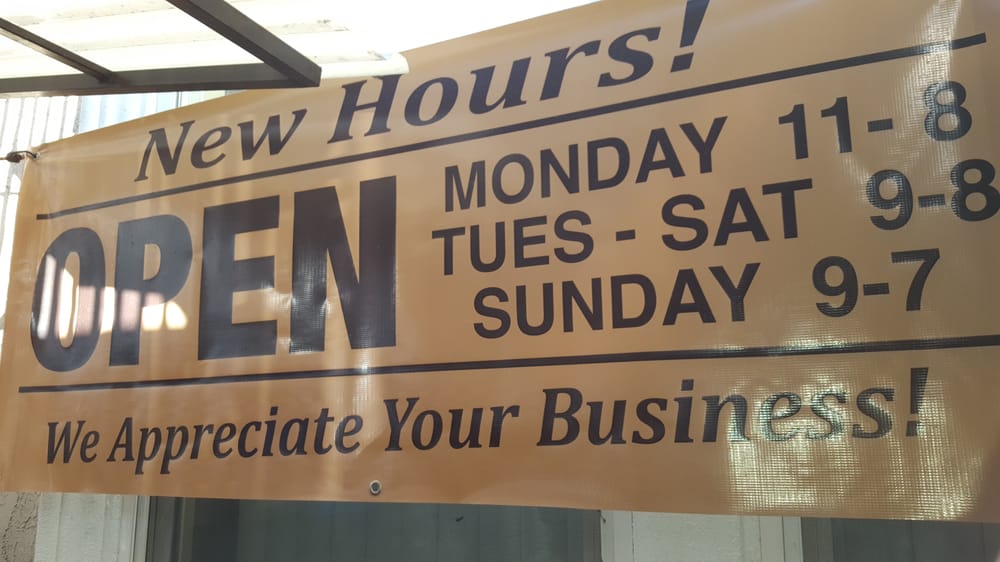 New Hours!
OPEN
MONDAY 11- 8
TUES - SAT 9-8
SUNDAY 9-7
We Appreciate Your Business!